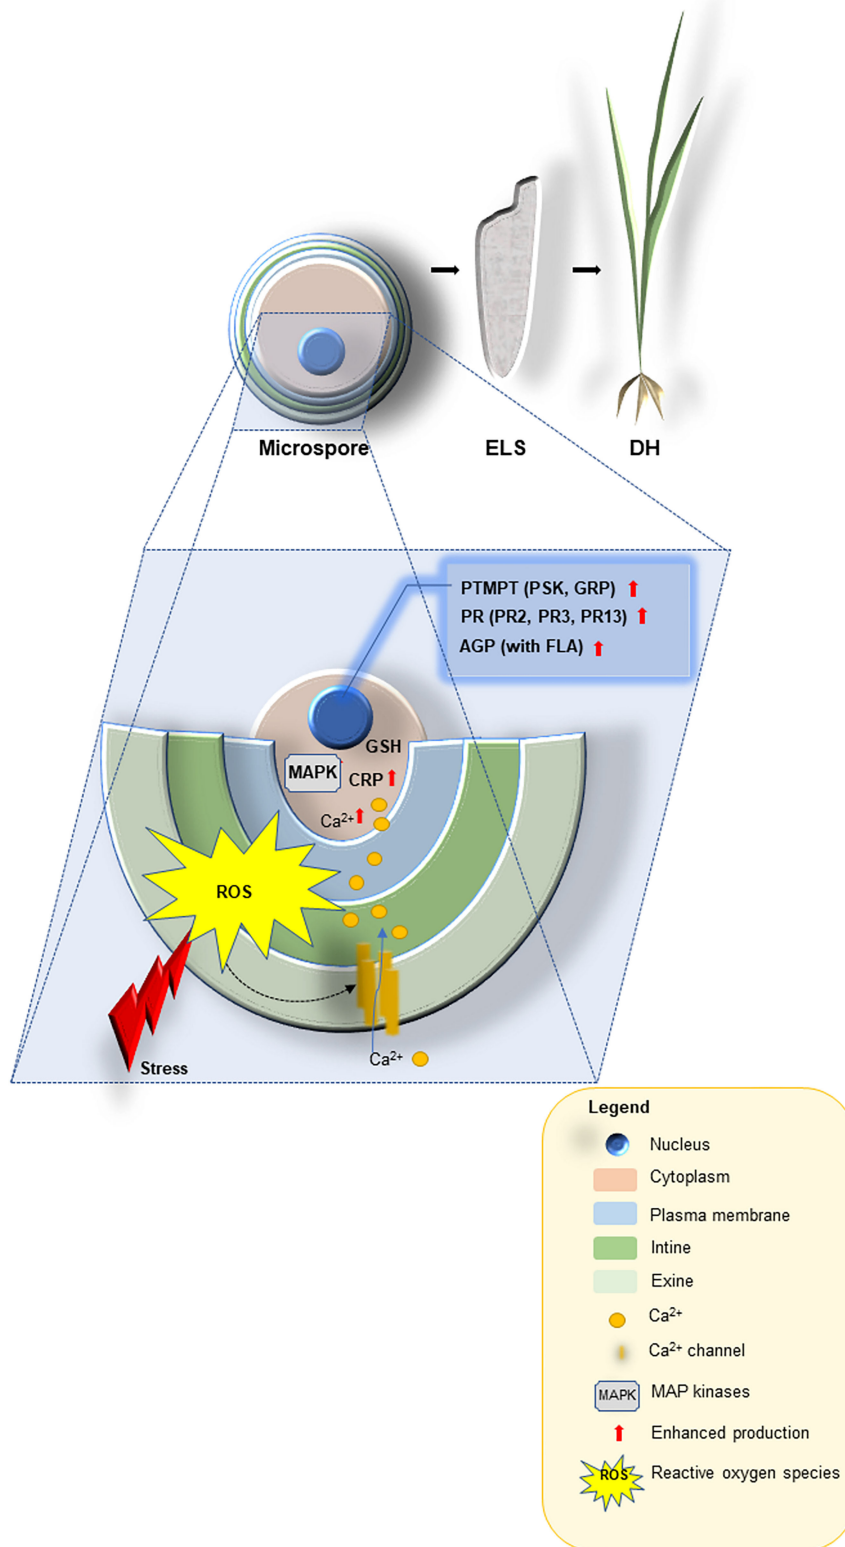 Microspore
ELS
DH
PTMPT (PSK, GRP)
PR (PR2, PR3, PR13)
AGP (with FLA)
GSH
MAPK
CRP
Ca²⁺
ROS
Stress
Ca²⁺
Legend
Nucleus
Cytoplasm
Plasma membrane
Intine
Exine
Ca²⁺
Ca²⁺ channel
MAPK MAP kinases
Enhanced production
ROS Reactive oxygen species